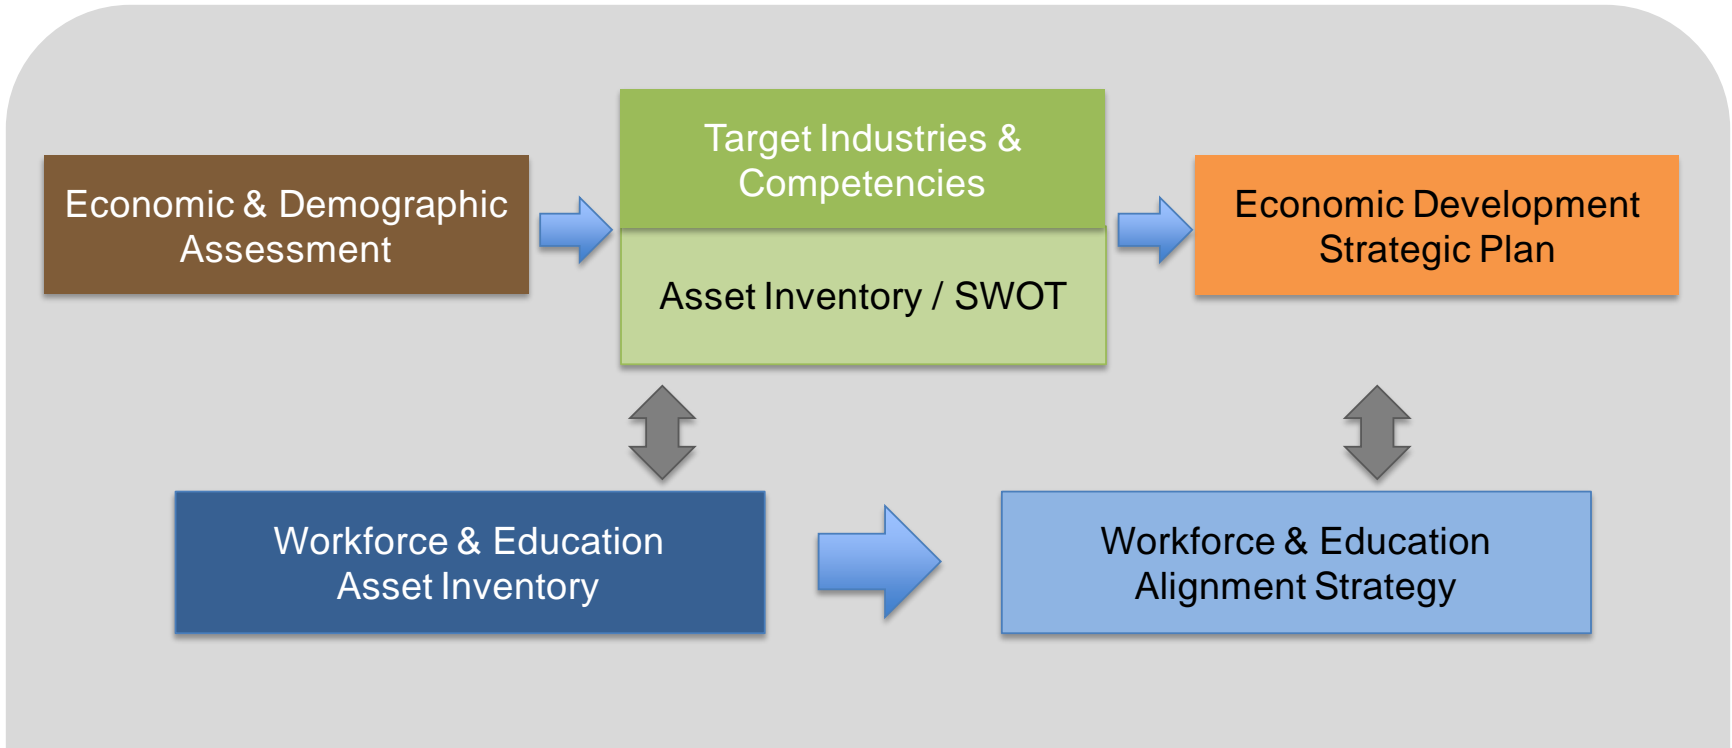 Economic & Demographic
Assessment
Target Industries &
Competencies
Asset Inventory / SWOT
Economic Development
Strategic Plan
Workforce & Education
Asset Inventory
Workforce & Education
Alignment Strategy